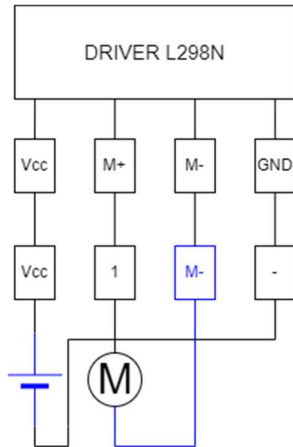 DRIVER L298N
Vcc M+ M- GND
Vcc 1 M- -
M